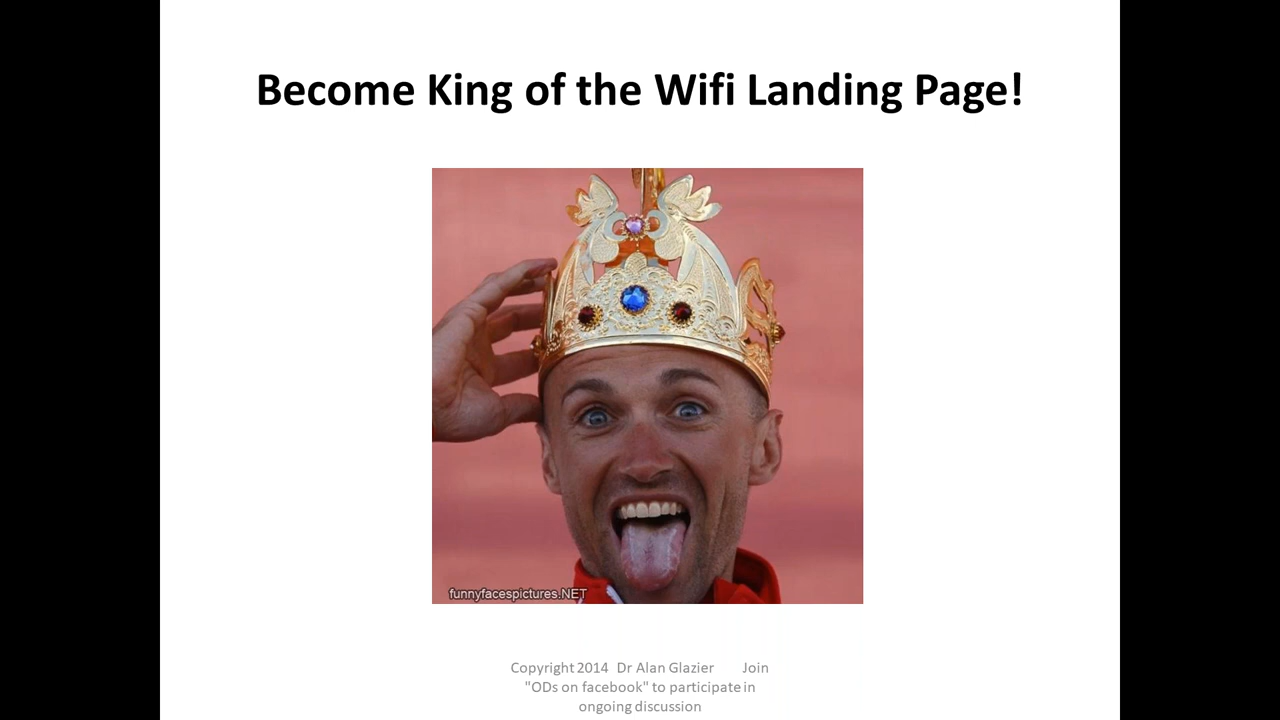 Become King of the Wifi Landing Page!
funnyfacespictures.NET
Copyright 2014 Dr Alan Glazier Join
"ODs on facebook" to participate in
ongoing discussion